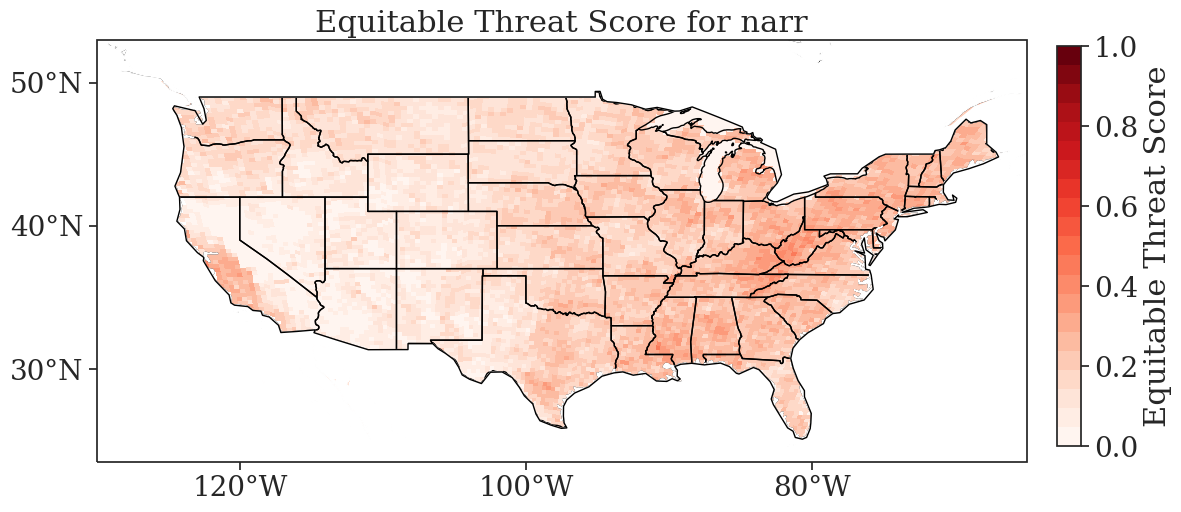 Equitable Threat Score for narr
50°N
40°N
30°N
120°W
100°W
80°W
1.0
0.8
0.6
0.4
0.2
0.0
Equitable Threat Score